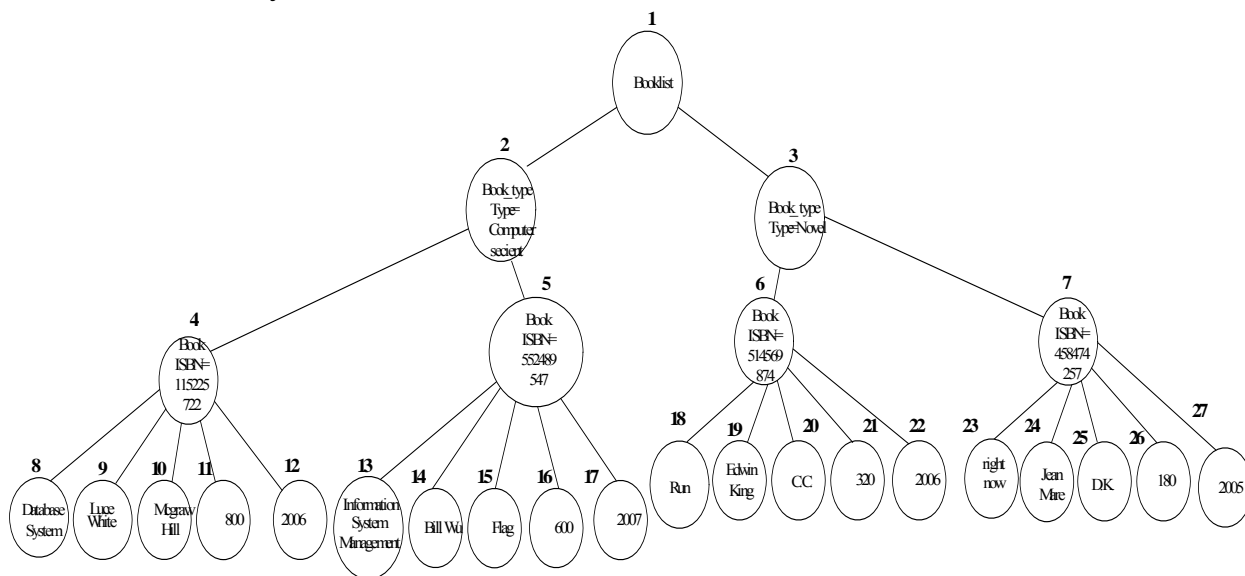 1
Booklist
2
Book_type
Type=
Computer
secient
3
Book_type
Type=Novel
4
Book
ISBN=
115225
722
5
Book
ISBN=
552489
547
6
Book
ISBN=
514569
874
7
Book
ISBN=
458474
257
8
Database
System
9
Luce
White
10
Mcgraw
Hill
11
800
12
2006
13
Information
System
Management
14
Bill Wu
15
Flag
16
600
17
2007
18
Run
19
Edwin
King
20
C.C
21
320
22
2006
23
right
now
24
Jean
Mare
25
D.K
26
180
27
2005